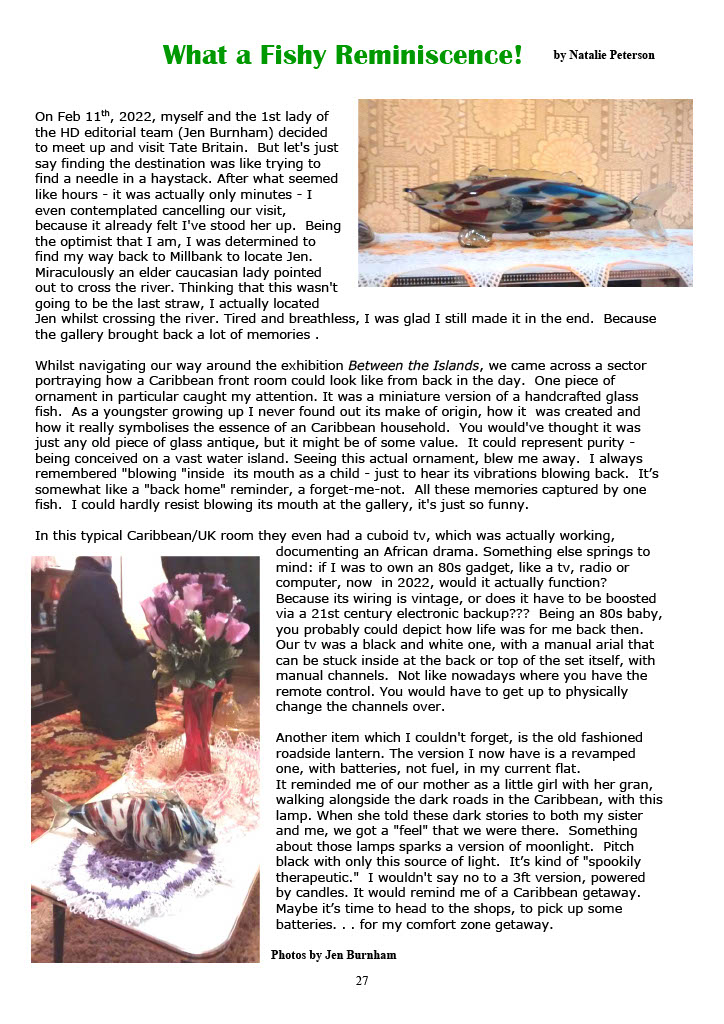 What a Fishy Reminiscence!
by Natalie Peterson
On Feb 11th, 2022, myself and the 1st lady of
the HD editorial team (Jen Burnham) decided
to meet up and visit Tate Britain.  But let's just
say finding the destination was like trying to
find a needle in a haystack. After what seemed
like hours - it was actually only minutes - I
even contemplated cancelling our visit,
because it already felt I've stood her up.  Being
the optimist that I am, I was determined to
find my way back to Millbank to locate Jen.
Miraculously an elder caucasian lady pointed
out to cross the river. Thinking that this wasn't
going to be the last straw, I actually located
Jen whilst crossing the river. Tired and breathless, I was glad I still made it in the end.  Because
the gallery brought back a lot of memories .
Whilst navigating our way around the exhibition Between the Islands, we came across a sector
portraying how a Caribbean front room could look like from back in the day.  One piece of
ornament in particular caught my attention. It was a miniature version of a handcrafted glass
fish.  As a youngster growing up I never found out its make of origin, how it  was created and
how it really symbolises the essence of an Caribbean household.  You would've thought it was
just any old piece of glass antique, but it might be of some value.  It could represent purity -
being conceived on a vast water island. Seeing this actual ornament, blew me away.  I always
remembered "blowing "inside  its mouth as a child - just to hear its vibrations blowing back.  It's
somewhat like a "back home" reminder, a forget-me-not.  All these memories captured by one
fish.  I could hardly resist blowing its mouth at the gallery, it's just so funny.
In this typical Caribbean/UK room they even had a cuboid tv, which was actually working,
documenting an African drama. Something else springs to
mind: if I was to own an 80s gadget, like a tv, radio or
computer, now  in 2022, would it actually function?
Because its wiring is vintage, or does it have to be boosted
via a 21st century electronic backup???  Being an 80s baby,
you probably could depict how life was for me back then.
Our tv was a black and white one, with a manual arial that
can be stuck inside at the back or top of the set itself, with
manual channels.  Not like nowadays where you have the
remote control. You would have to get up to physically
change the channels over.
Another item which I couldn't forget, is the old fashioned
roadside lantern. The version I now have is a revamped
one, with batteries, not fuel, in my current flat.
It reminded me of our mother as a little girl with her gran,
walking alongside the dark roads in the Caribbean, with this
lamp. When she told these dark stories to both my sister
and me, we got a "feel" that we were there.  Something
about those lamps sparks a version of moonlight.  Pitch
black with only this source of light.  It's kind of "spookily
therapeutic."  I wouldn't say no to a 3ft version, powered
by candles. It would remind me of a Caribbean getaway.
Maybe it's time to head to the shops, to pick up some
batteries. . . for my comfort zone getaway.
Photos by Jen Burnham
27